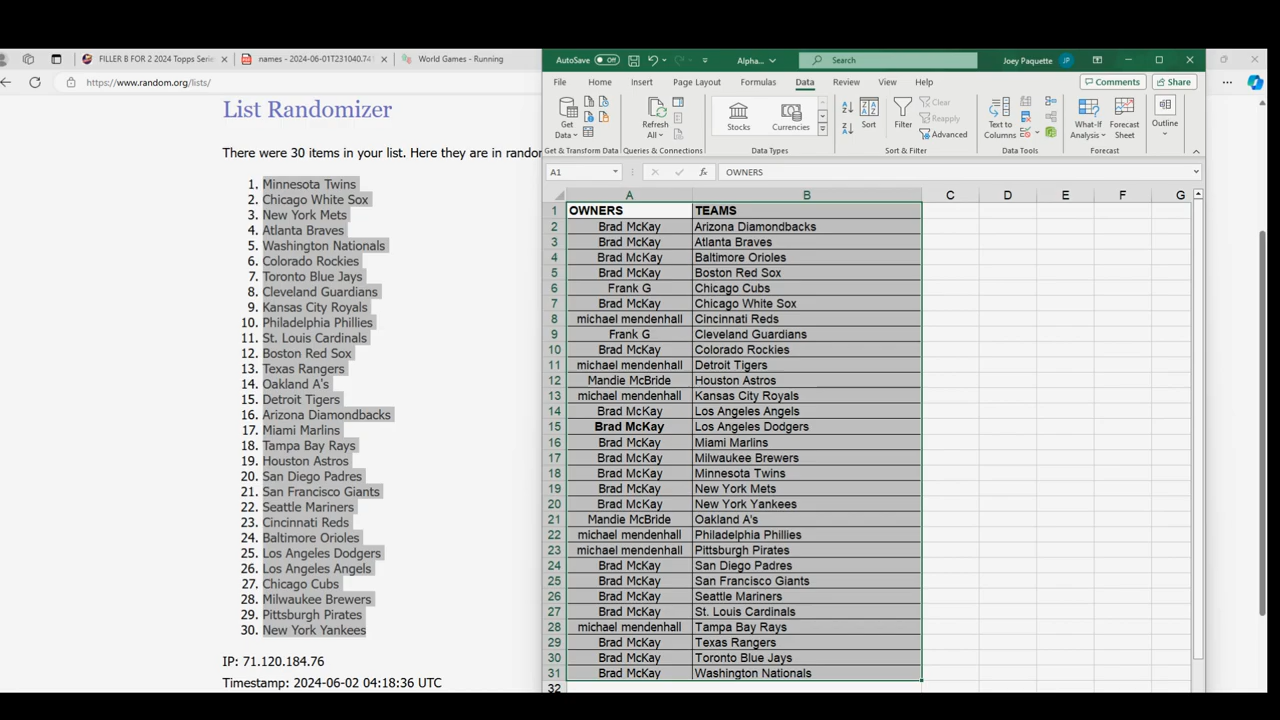 FILLER B FOR 2 2024 Topps Serie
names - 2024-06-01T231040.74
World Games - Running
https://www.random.org/lists/
List Randomizer
There were 30 items in your list. Here they are in random
1. Minnesota Twins
2. Chicago White Sox
3. New York Mets
4. Atlanta Braves
5. Washington Nationals
6. Colorado Rockies
7. Toronto Blue Jays
8. Cleveland Guardians
9. Kansas City Royals
10. Philadelphia Phillies
11. St. Louis Cardinals
12. Boston Red Sox
13. Texas Rangers
14. Oakland A's
15. Detroit Tigers
16. Arizona Diamondbacks
17. Miami Marlins
18. Tampa Bay Rays
19. Houston Astros
20. San Diego Padres
21. San Francisco Giants
22. Seattle Mariners
23. Cincinnati Reds
24. Baltimore Orioles
25. Los Angeles Dodgers
26. Los Angeles Angels
27. Chicago Cubs
28. Milwaukee Brewers
29. Pittsburgh Pirates
30. New York Yankees
IP: 71.120.184.76
Timestamp: 2024-06-02 04:18:36 UTC
AutoSave Off Alpha... Search Joey Paquette JP
File Home Insert Page Layout Formulas Data Review View Help Comments Share
Get Data Refresh All Stocks Currencies Sort Filter Clear Reapply Advanced Text to Columns What-If Analysis Forecast Sheet Outline
Get & Transform Data Queries & Connections Data Types Sort & Filter Data Tools Forecast
A1 fx OWNERS
A B C D E F G
1 OWNERS TEAMS
2 Brad McKay Arizona Diamondbacks
3 Brad McKay Atlanta Braves
4 Brad McKay Baltimore Orioles
5 Brad McKay Boston Red Sox
6 Frank G Chicago Cubs
7 Brad McKay Chicago White Sox
8 michael mendenhall Cincinnati Reds
9 Frank G Cleveland Guardians
10 Brad McKay Colorado Rockies
11 michael mendenhall Detroit Tigers
12 Mandie McBride Houston Astros
13 michael mendenhall Kansas City Royals
14 Brad McKay Los Angeles Angels
15 Brad McKay Los Angeles Dodgers
16 Brad McKay Miami Marlins
17 Brad McKay Milwaukee Brewers
18 Brad McKay Minnesota Twins
19 Brad McKay New York Mets
20 Brad McKay New York Yankees
21 Mandie McBride Oakland A's
22 michael mendenhall Philadelphia Phillies
23 michael mendenhall Pittsburgh Pirates
24 Brad McKay San Diego Padres
25 Brad McKay San Francisco Giants
26 Brad McKay Seattle Mariners
27 Brad McKay St. Louis Cardinals
28 michael mendenhall Tampa Bay Rays
29 Brad McKay Texas Rangers
30 Brad McKay Toronto Blue Jays
31 Brad McKay Washington Nationals
32